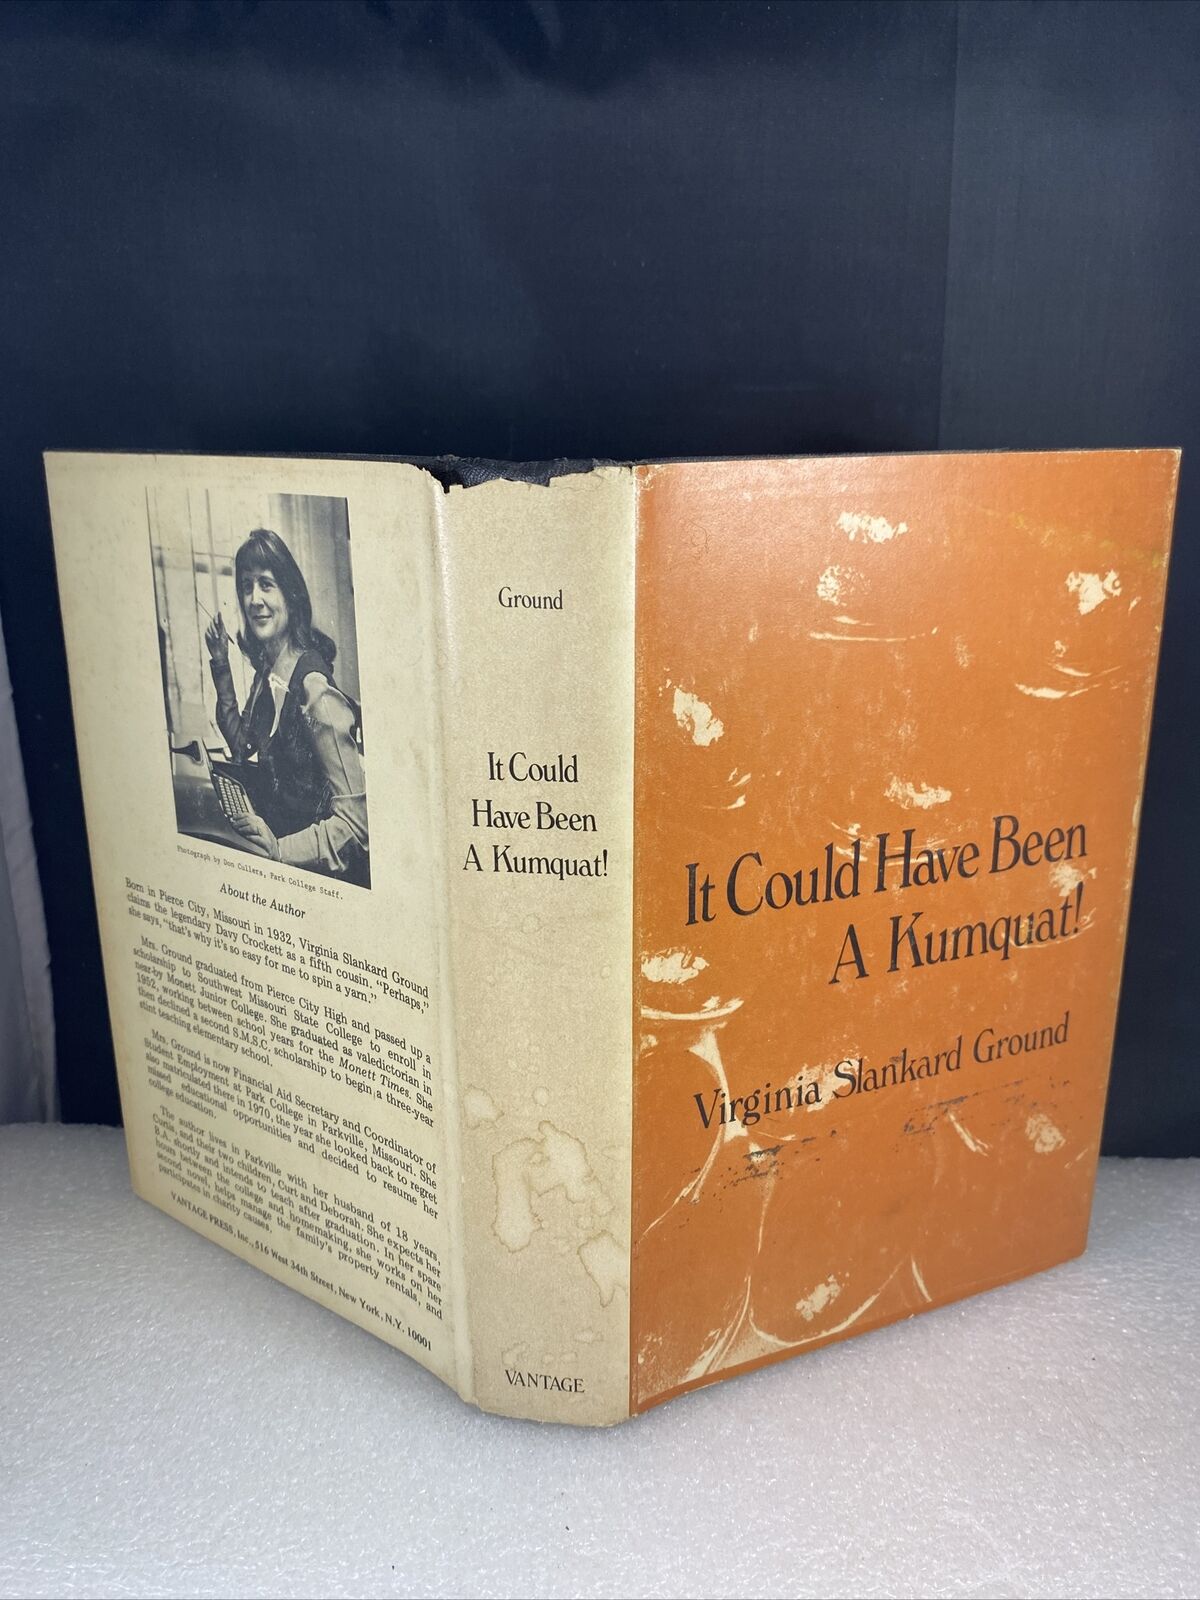 Photograph by Don Cullers, Park College Staff.
About the Author
Born in Pierce City, Missouri in 1932, Virginia Slankard Ground
claims the legendary Davy Crockett as a fifth cousin. "Perhaps,"
she says, "that's why it's so easy for me to spin a yarn."
Mrs. Ground graduated from Pierce City High and passed up a
scholarship to Southwest Missouri State College to enroll in
near-by Monett Junior College. She graduated as valedictorian in
1952, working between school years for the Monett Times. She
then declined a second S.M.S.C. scholarship to begin a three-year
stint teaching elementary school.
Mrs. Ground is now Financial Aid Secretary and Coordinator of
Student Employment at Park College in Parkville, Missouri. She
also matriculated there in 1970, the year she looked back to regret
missed educational opportunities and decided to resume her
college education.
The author lives in Parkville with her husband of 18 years,
Curtis, and their two children, Curt and Deborah. She expects her
B.A. shortly and intends to teach after graduation. In her spare
hours between the college and homemaking, she works on her
second novel, helps manage the family's property rentals, and
participates in charity causes.
VANTAGE PRESS, Inc., 516 West 34th Street, New York, N.Y. 10001
Ground
It Could
Have Been
A Kumquat!
VANTAGE
It Could Have Been
A Kumquat!
Virginia Slankard Ground